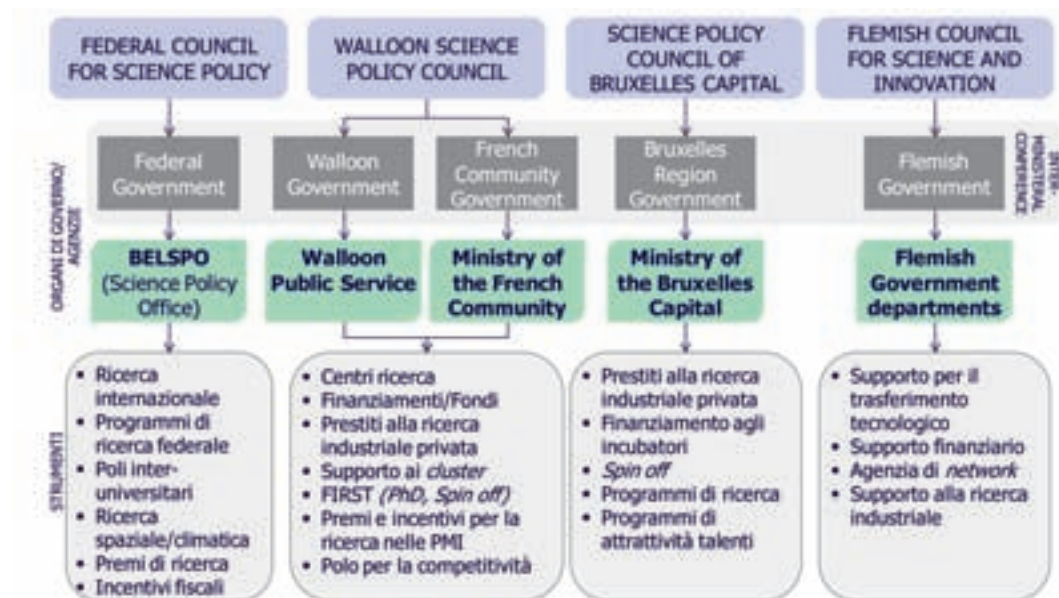 FEDERAL COUNCIL
FOR SCIENCE POLICY
WALLOON SCIENCE
POLICY COUNCIL
SCIENCE POLICY
COUNCIL OF
BRUXELLES CAPITAL
FLEMISH COUNCIL
FOR SCIENCE AND
INNOVATION
ORGANI DI GOVERNO/
AGENZIE
Federal
Government
Walloon
Government
French
Community
Government
Bruxelles
Region
Government
Flemish
Government
INTER-
MINISTERIAL
CONFERENCE
BELSPO
(Science Policy
Office)
Walloon
Public Service
Ministry of
the French
Community
Ministry of
the Bruxelles
Capital
Flemish
Government
departments
STRUMENTI
• Ricerca
internazionale
• Programmi di
ricerca federale
• Poli inter-
universitari
• Ricerca
spaziale/climatica
• Premi di ricerca
• Incentivi fiscali
• Centri ricerca
• Finanziamenti/Fondi
• Prestiti alla ricerca
industriale privata
• Supporto ai cluster
• FIRST (PhD, Spin off)
• Premi e incentivi per la
ricerca nelle PMI
• Polo per la competitività
• Prestiti alla ricerca
industriale privata
• Finanziamento agli
incubatori
• Spin off
• Programmi di ricerca
• Programmi di
attrattività talenti
• Supporto per il
trasferimento
tecnologico
• Supporto finanziario
• Agenzia di network
• Supporto alla ricerca
industriale